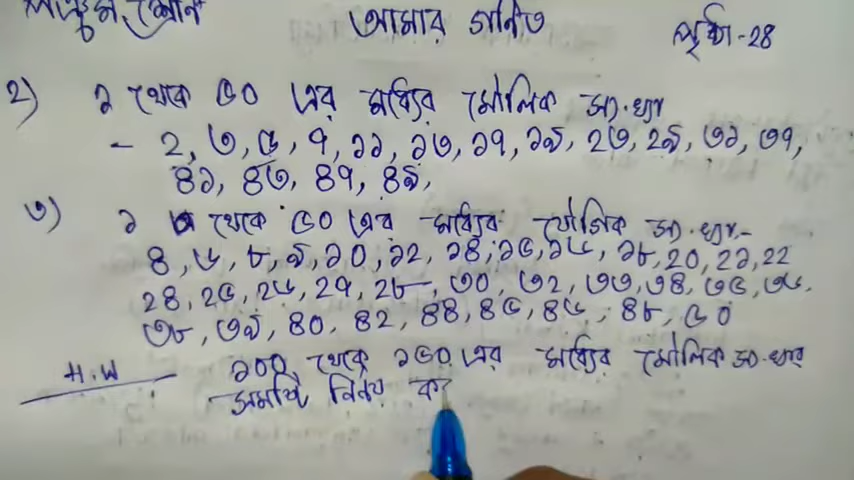 পঞ্চম শ্রেণি
আমার গণিত
পৃষ্ঠা - ২৪
২) ১ থেকে ৫০ এর মধ্যের মৌলিক সংখ্যা
- ২, ৩, ৫, ৭, ১১, ১৩, ১৭, ১৯, ২৩, ২৯, ৩১, ৩৭,
৪১, ৪৩, ৪৭, ৪৯,
৩) ১ থেকে ৫০ এর মধ্যের যৌগিক সংখ্যা-
৪, ৬, ৮, ৯, ১০, ১২, ১৪, ১৫, ১৬, ১৮, ২০, ২১, ২২
২৪, ২৫, ২৬, ২৭, ২৮, ৩০, ৩২, ৩৩, ৩৪, ৩৫, ৩৬,
৩৮, ৩৯, ৪০, ৪২, ৪৪, ৪৫, ৪৬, ৪৮, ৫০
H.W — ১০০ থেকে ১৫০ এর মধ্যের মৌলিক সংখ্যার
সমষ্টি নির্ণয় কর